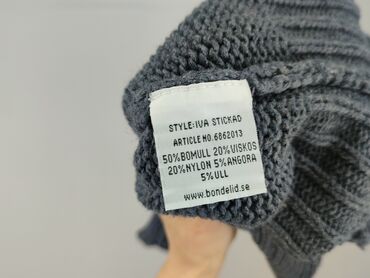 STYLE:IVA STICKAD
ARTICLE NO.6862013
50%BOMULL 20%VISKOS
20%NYLON 5%ANGORA
5%ULL
www.bondelid.se